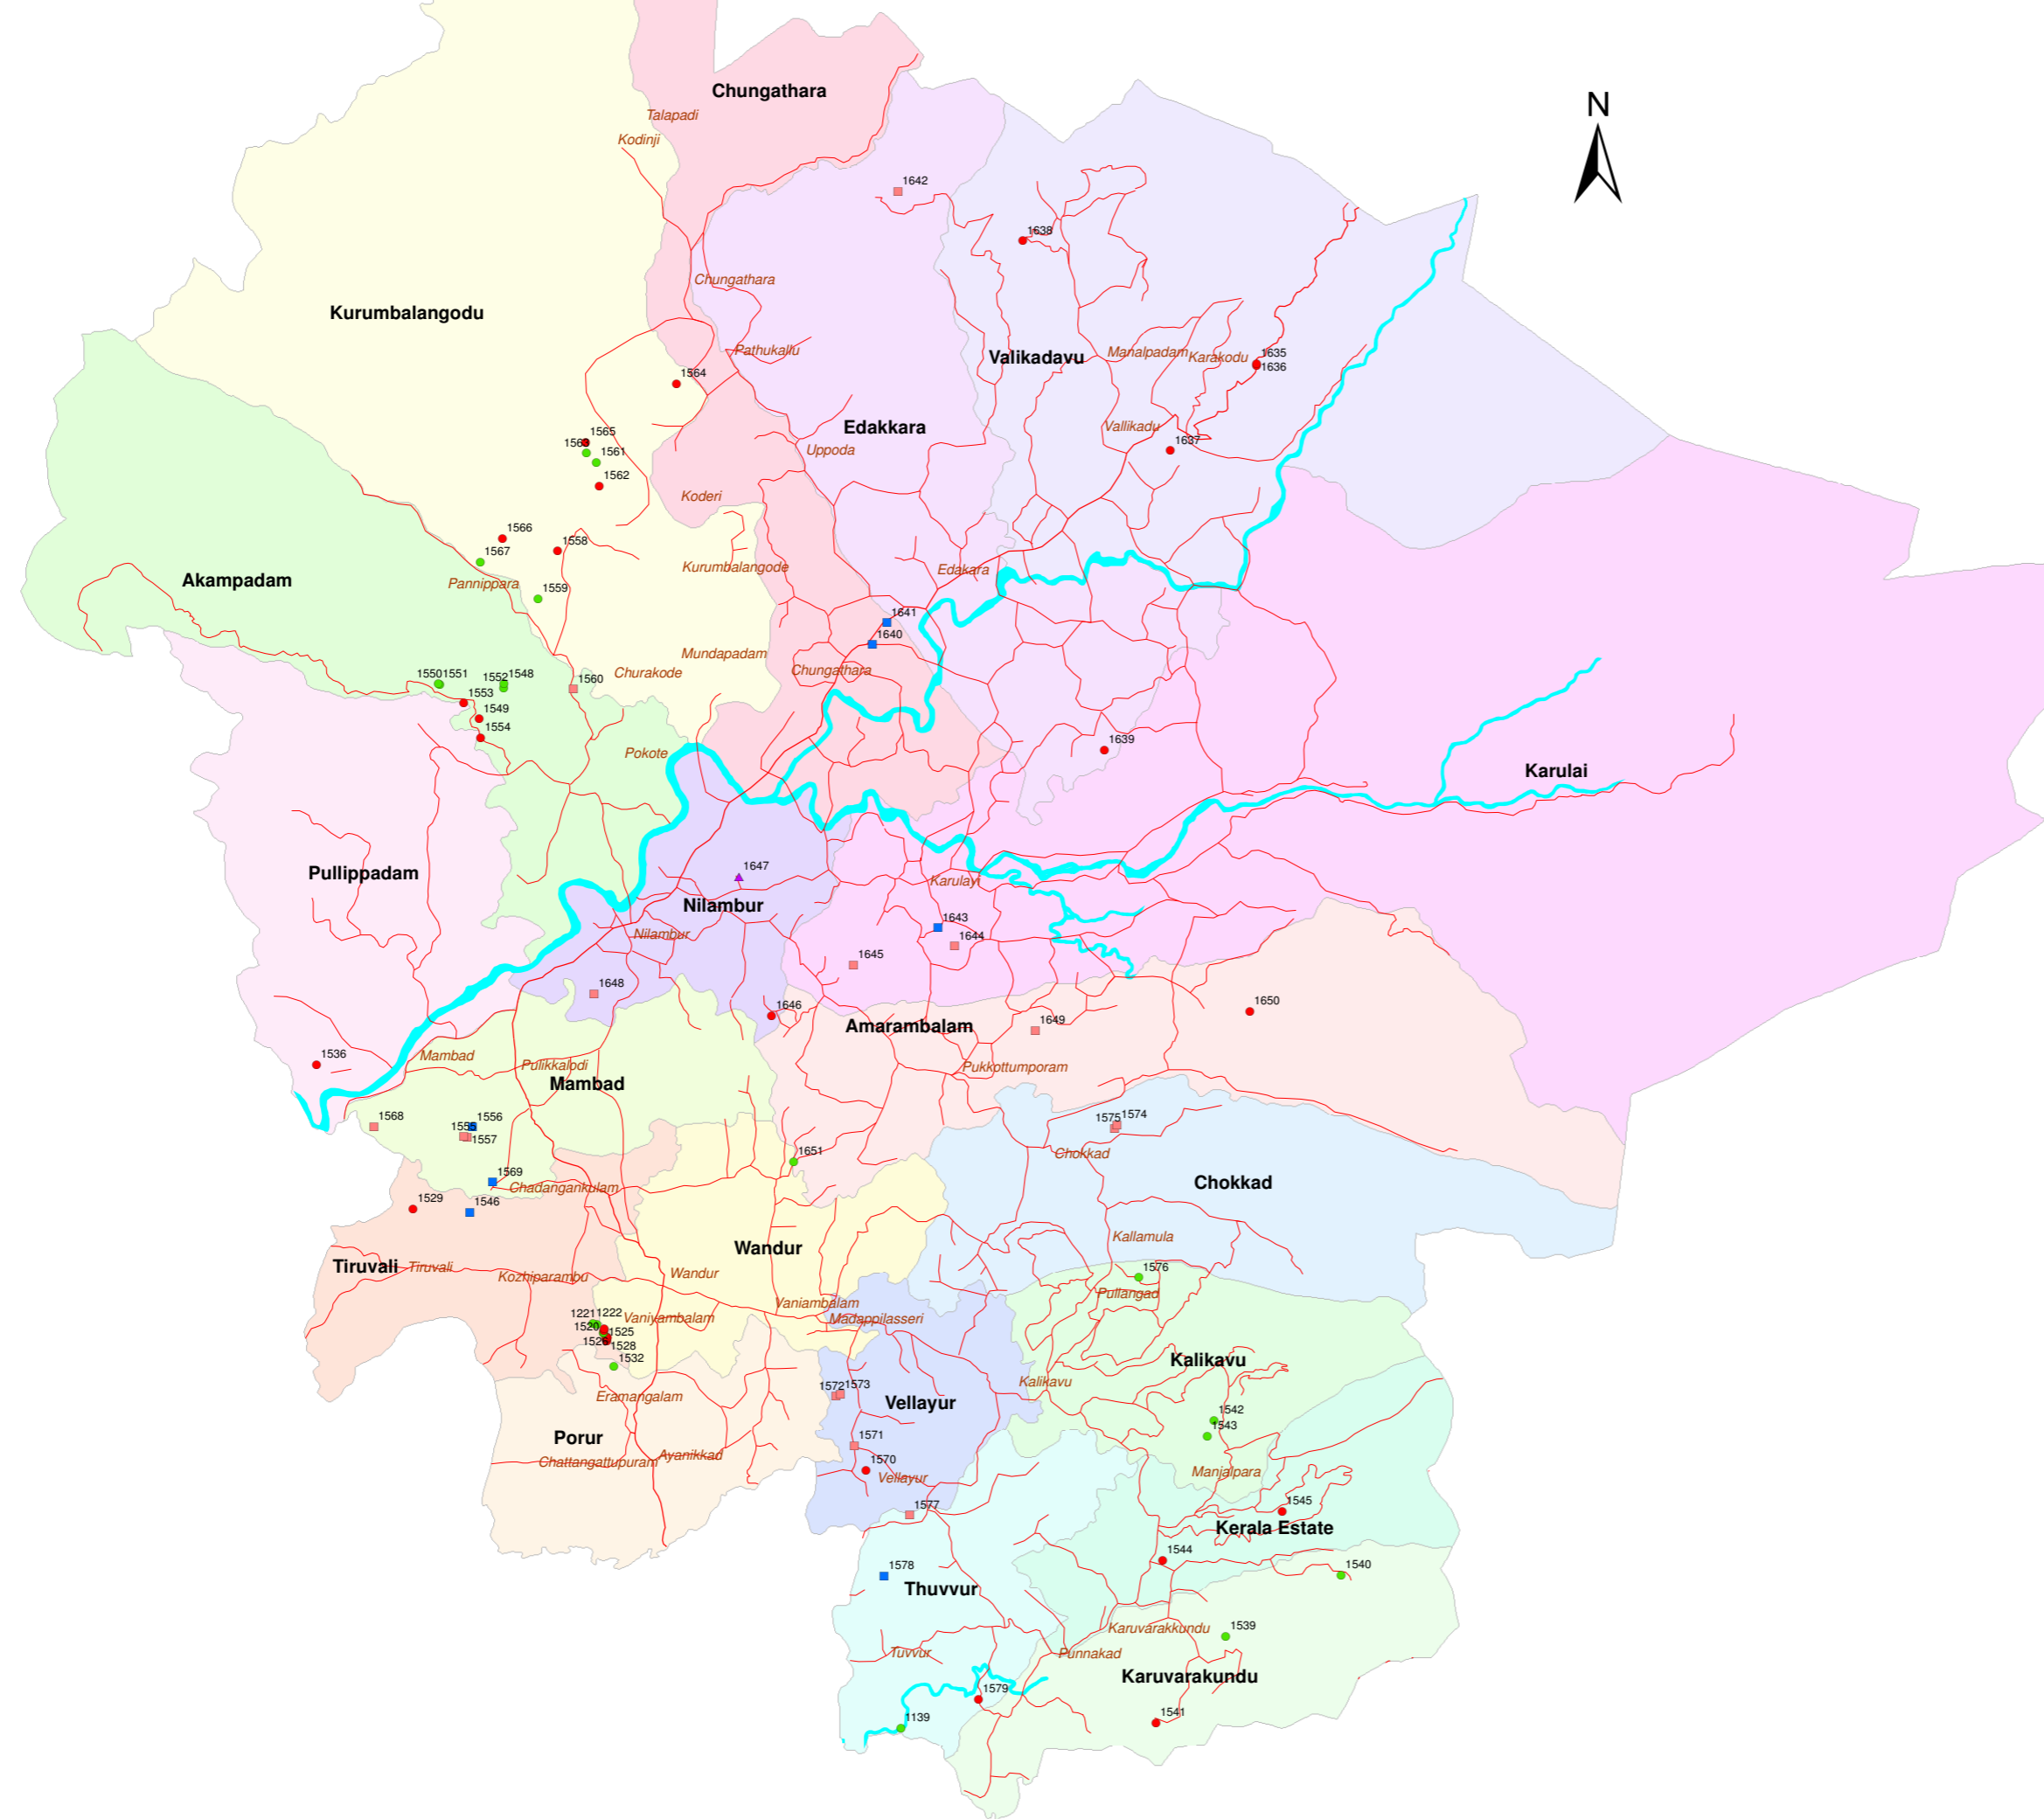 Chungathara
N
Talapadi
Kodinji
1642
1638
Chungathara
Kurumbalangodu
Pathukallu
Valikadavu
Manalpadam
Karakodu
1635
1636
1564
Edakkara
Vallikadu
1565
1563
1561
Uppoda
1637
1562
Koderi
1566
1558
1567
Kurumbalangode
Edakara
Akampadam
Pannippara
1559
1641
1640
Mundapadam
Churakode
Chungathara
1550
1551
1552
1548
1560
1553
1549
1554
Pokote
1639
Karulai
Pullippadam
1647
Karulayi
Nilambur
Nilambur
1643
1644
1645
1648
1646
1650
Amarambalam
1649
1536
Mambad
Pulikkalodi
Pukkottumporam
Mambad
1568
1556
1555
1557
1575
1574
1651
Chokkad
1569
Chadangankulam
Chokkad
1529
1546
Kallamula
Wandur
Tiruvali
Tiruvali
Kozhiparambu
Wandur
1576
Pullangad
Vaniambalam
1221
1222
Vaniyambalam
Madappilasseri
1520
1525
1526
1528
1532
Kalikavu
Kalikavu
1572
1573
Eramangalam
Vellayur
1542
1543
Porur
1571
Ayanikkad
Chattangattupuram
1570
Vellayur
Manjalpara
1577
1545
Kerala Estate
1544
1578
1540
Thuvvur
Karuvarakkundu
1539
Tuvvur
Punnakad
Karuvarakundu
1579
1541
1139